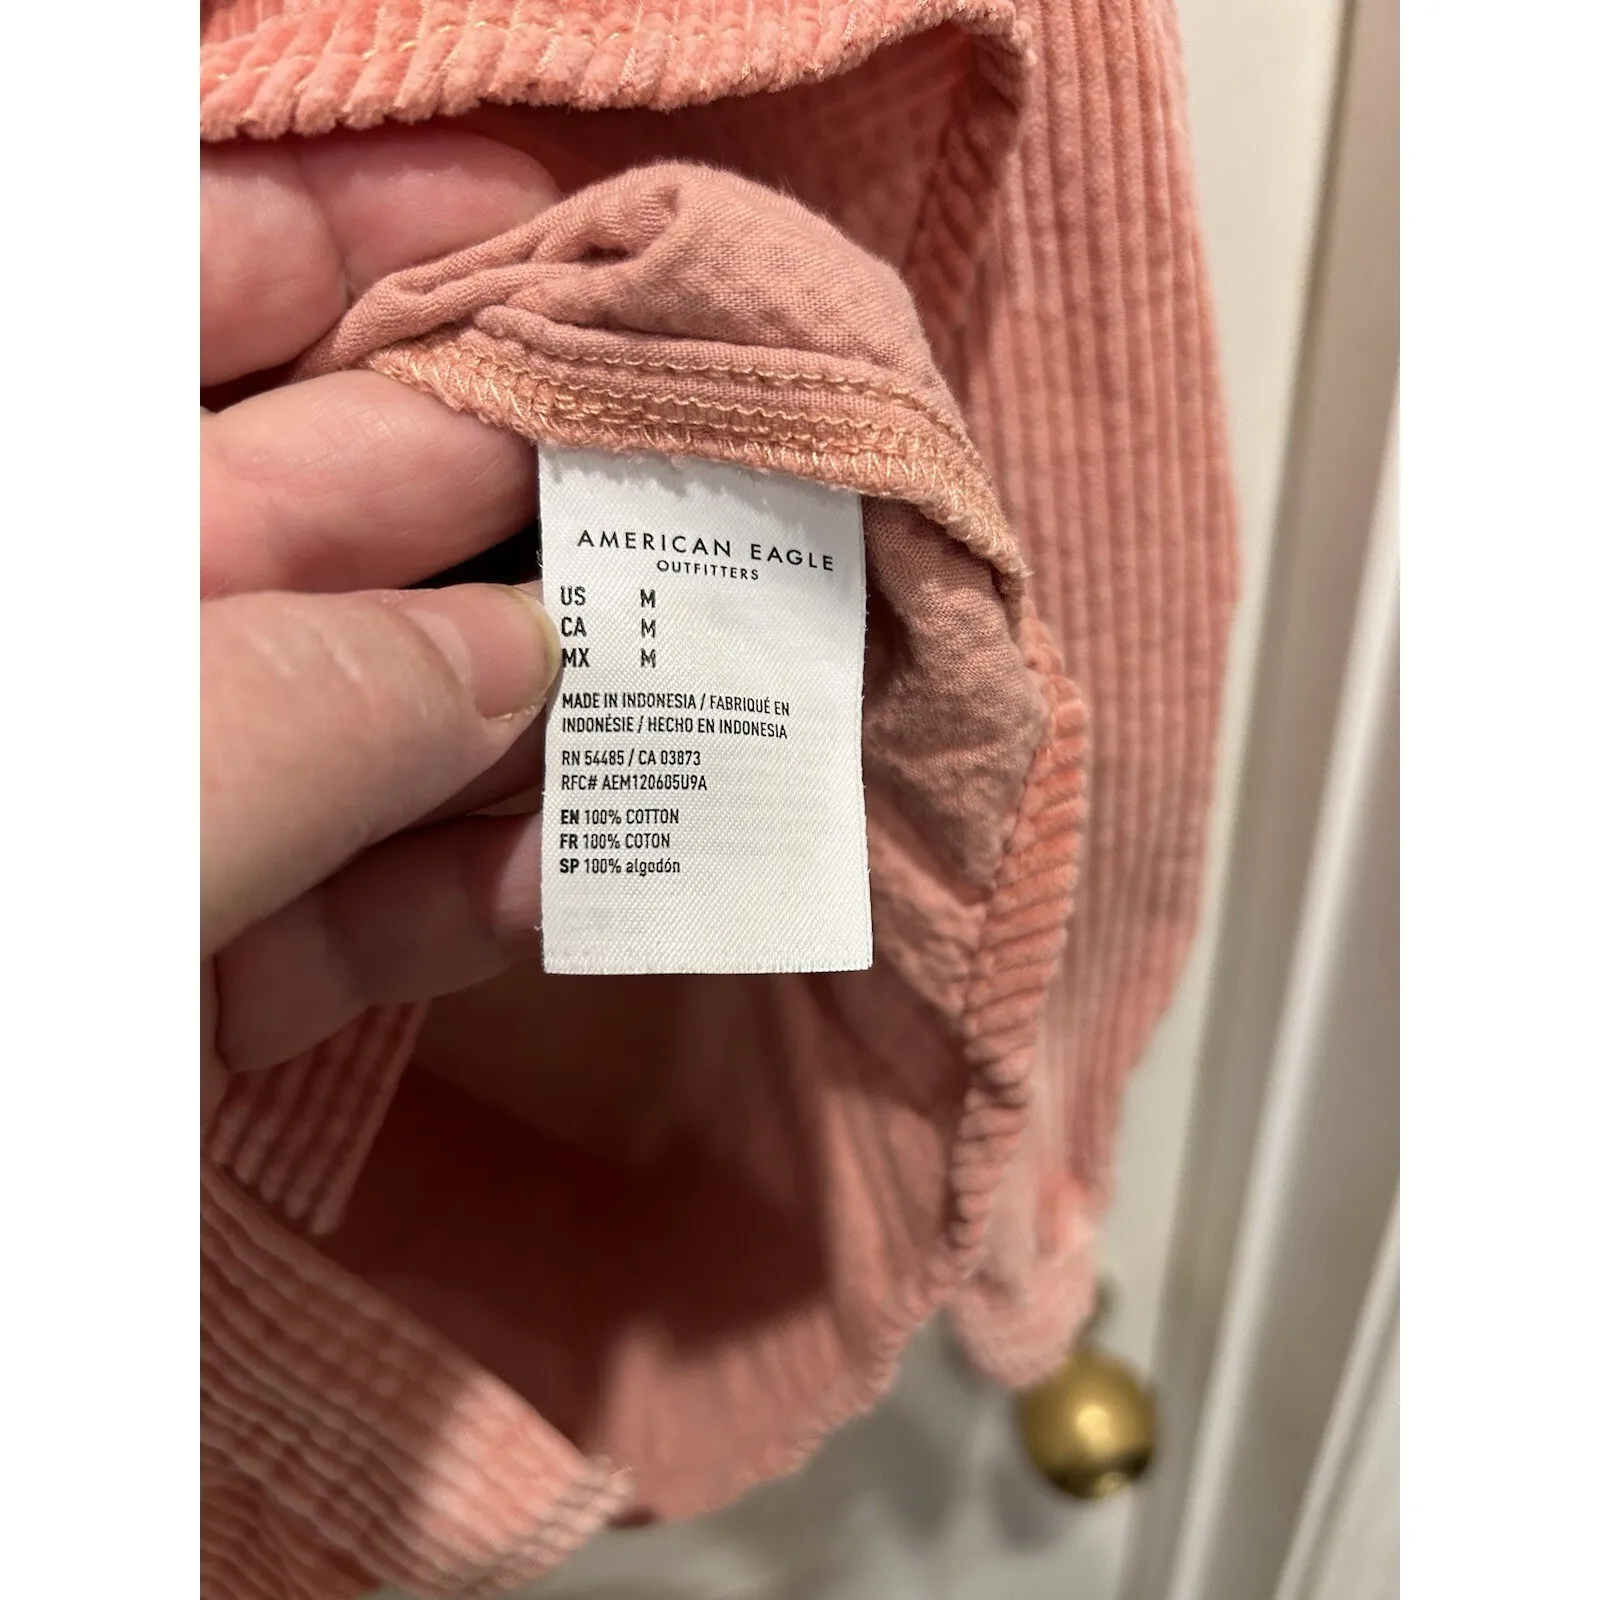 AMERICAN EAGLE
OUTFITTERS
US M
CA M
MX M
MADE IN INDONESIA / FABRIQUÉ EN
INDONÉSIE / HECHO EN INDONESIA
RN 54485 / CA 03873
RFC# AEM120605U9A
EN 100% COTTON
FR 100% COTON
SP 100% algodón